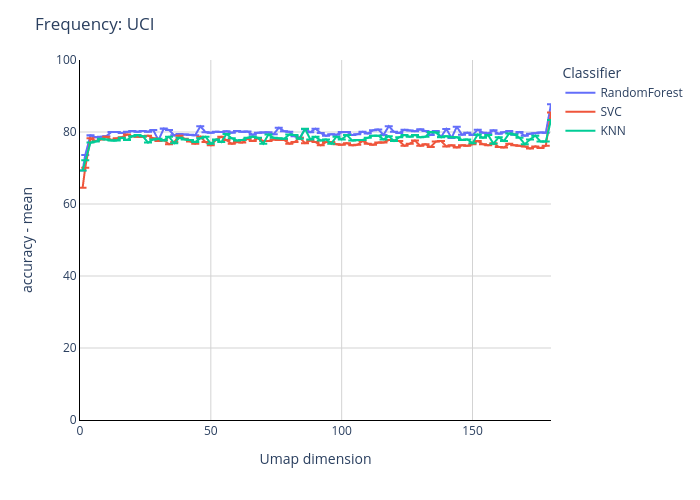 Frequency: UCI
100
80
60
40
20
0
0
50
100
150
accuracy - mean
Umap dimension
Classifier
RandomForest
SVC
KNN